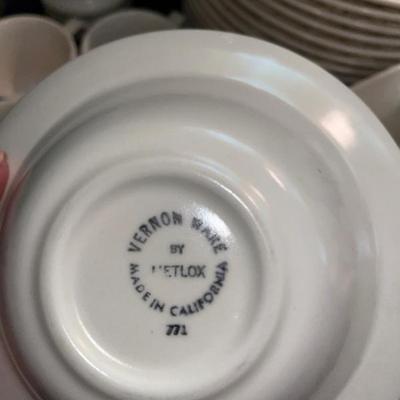 VERNON WARE
BY
METLOX
MADE IN CALIFORNIA
771